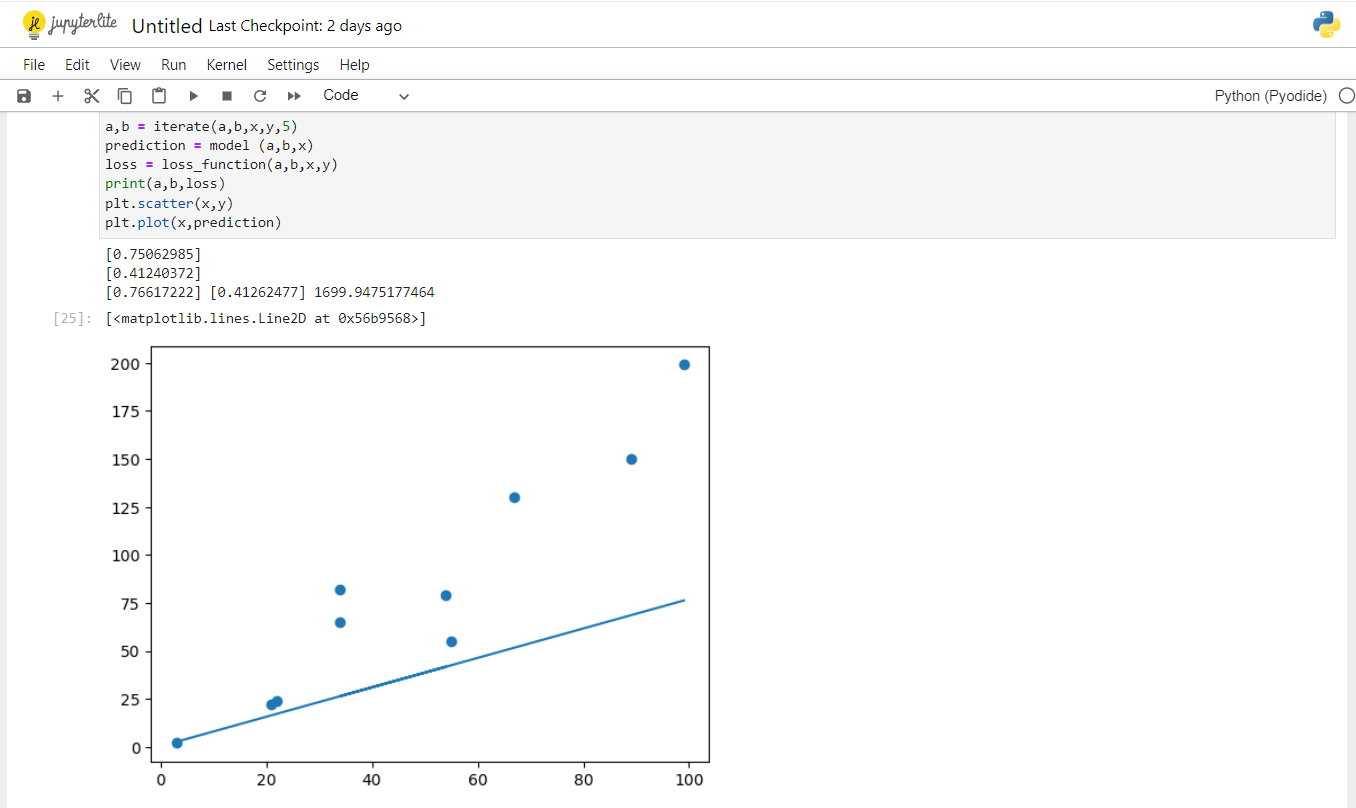 jupyterlite Untitled Last Checkpoint: 2 days ago
File Edit View Run Kernel Settings Help
Code Python (Pyodide)
a,b = iterate(a,b,x,y,5)
prediction = model (a,b,x)
loss = loss_function(a,b,x,y)
print(a,b,loss)
plt.scatter(x,y)
plt.plot(x,prediction)
[0.75062985]
[0.41240372]
[0.76617222] [0.41262477] 1699.9475177464
[25]: [<matplotlib.lines.Line2D at 0x56b9568>]
200
175
150
125
100
75
50
25
0
0 20 40 60 80 100